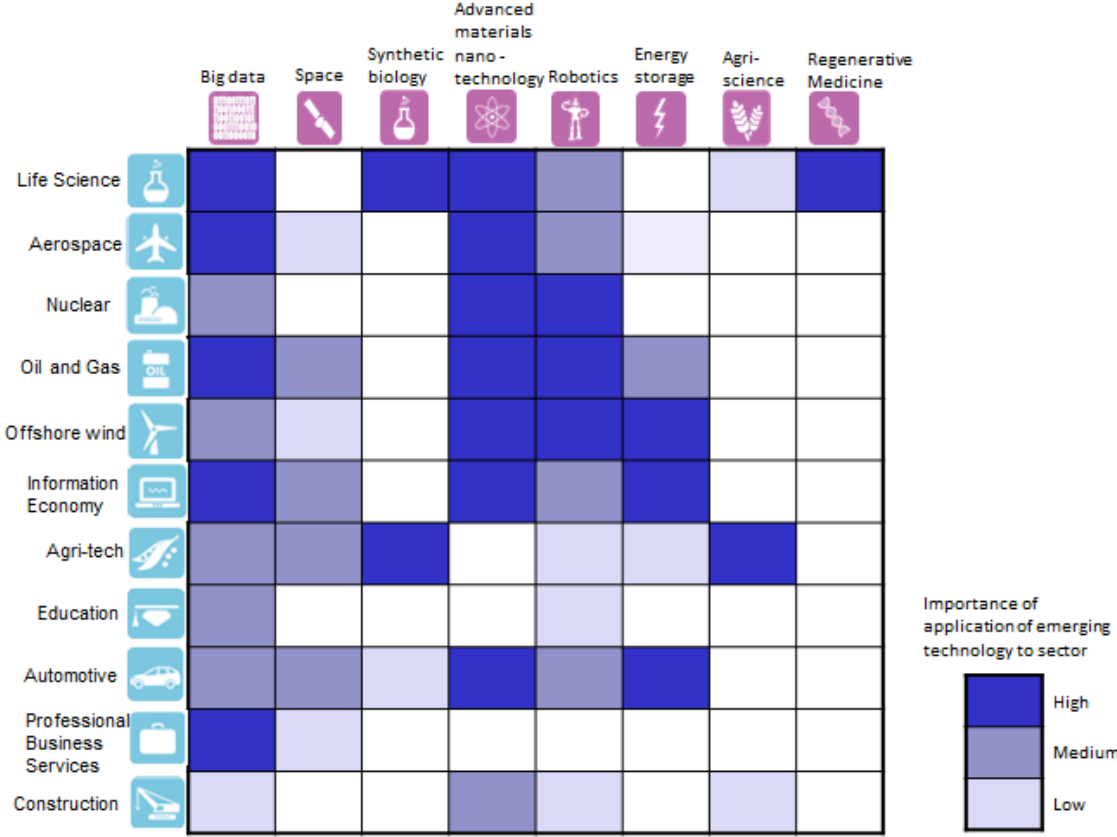 Big data
Space
Synthetic
biology
Advanced
materials
nano -
technology
Robotics
Energy
storage
Agri-
science
Regenerative
Medicine
Life Science
Aerospace
Nuclear
Oil and Gas
OIL
Offshore wind
Information
Economy
Agri-tech
Education
Automotive
Professional
Business
Services
Construction
Importance of
application of emerging
technology to sector
High
Medium
Low